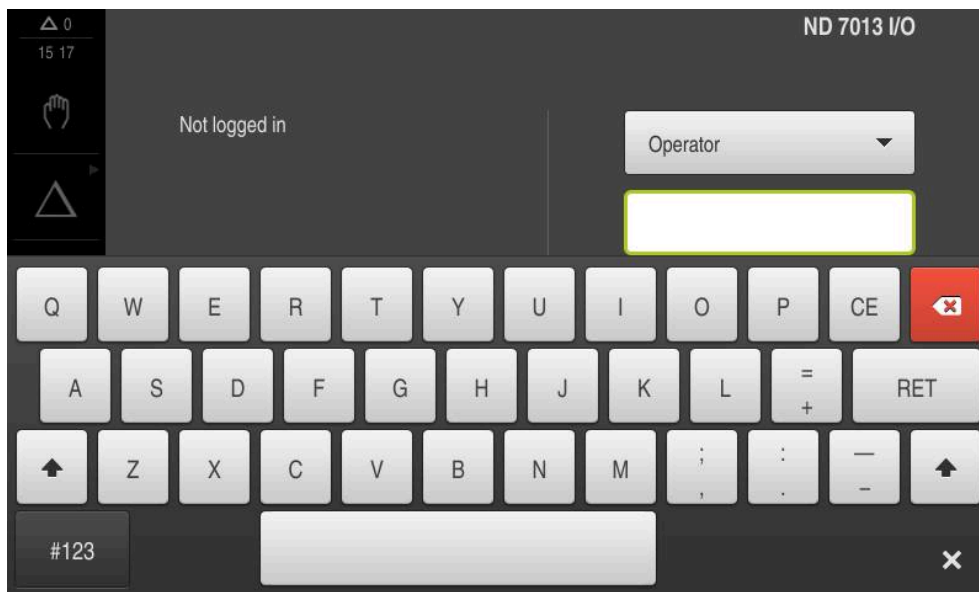 0
ND 7013 I/O
15 17
Not logged in
Operator
Q W E R T Y U I O P CE
A S D F G H J K L = + RET
Z X C V B N M ; , : . — –
#123